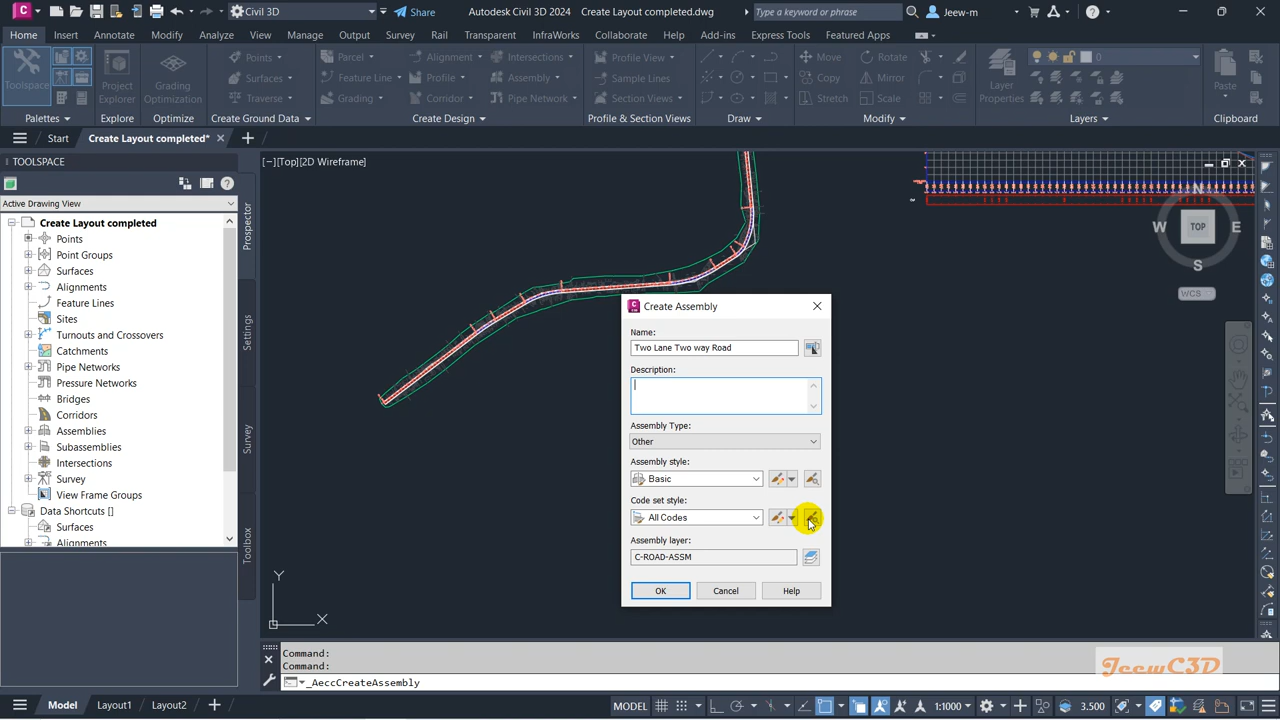 Civil 3D
Share
Autodesk Civil 3D 2024
Create Layout completed.dwg
Type a keyword or phrase
Jeew-m
Home
Insert
Annotate
Modify
Analyze
View
Manage
Output
Survey
Rail
Transparent
InfraWorks
Collaborate
Help
Add-ins
Express Tools
Featured Apps
Toolspace
Project Explorer
Grading Optimization
Points
Surfaces
Traverse
Parcel
Feature Line
Grading
Alignment
Profile
Corridor
Intersections
Assembly
Pipe Network
Profile View
Sample Lines
Section Views
Move
Rotate
Copy
Mirror
Stretch
Scale
Layer Properties
0
Paste
Palettes
Explore
Optimize
Create Ground Data
Create Design
Profile & Section Views
Draw
Modify
Layers
Clipboard
Start
Create Layout completed*
TOOLSPACE
[−][Top][2D Wireframe]
Active Drawing View
Create Layout completed
Points
Point Groups
Surfaces
Alignments
Feature Lines
Sites
Turnouts and Crossovers
Catchments
Pipe Networks
Pressure Networks
Bridges
Corridors
Assemblies
Subassemblies
Intersections
Survey
View Frame Groups
Data Shortcuts []
Surfaces
Alignments
Prospector
Settings
Survey
Toolbox
N
W
TOP
E
S
WCS
Create Assembly
Name:
Two Lane Two way Road
Description:
Assembly Type:
Other
Assembly style:
Basic
Code set style:
All Codes
Assembly layer:
C-ROAD-ASSM
OK
Cancel
Help
Y
X
Command:
Command:
_AeccCreateAssembly
JeewC3D
Model
Layout1
Layout2
MODEL
1:1000
3.500